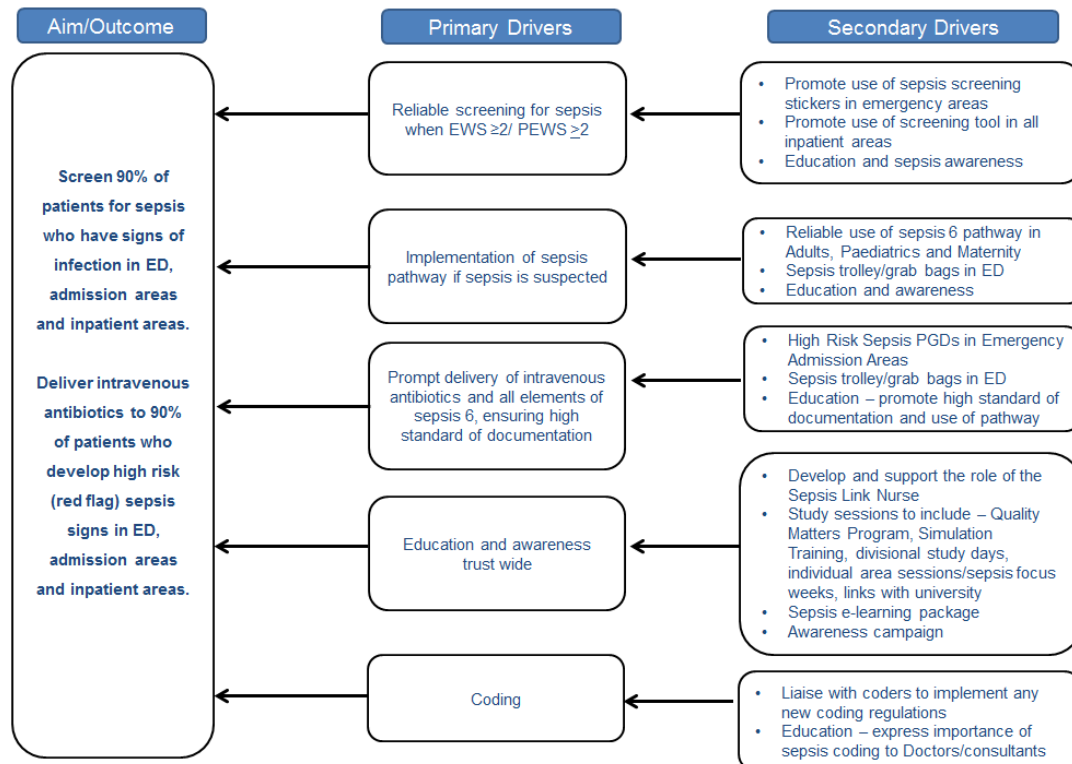 Aim/Outcome
Primary Drivers
Secondary Drivers
Screen 90% of
patients for sepsis
who have signs of
infection in ED,
admission areas
and inpatient areas.
Deliver intravenous
antibiotics to 90%
of patients who
develop high risk
(red flag) sepsis
signs in ED,
admission areas
and inpatient areas.
Reliable screening for sepsis
when EWS ≥2/ PEWS ≥2
• Promote use of sepsis screening
stickers in emergency areas
• Promote use of screening tool in all
inpatient areas
• Education and sepsis awareness
Implementation of sepsis
pathway if sepsis is suspected
• Reliable use of sepsis 6 pathway in
Adults, Paediatrics and Maternity
• Sepsis trolley/grab bags in ED
• Education and awareness
Prompt delivery of intravenous
antibiotics and all elements of
sepsis 6, ensuring high
standard of documentation
• High Risk Sepsis PGDs in Emergency
Admission Areas
• Sepsis trolley/grab bags in ED
• Education – promote high standard of
documentation and use of pathway
Education and awareness
trust wide
• Develop and support the role of the
Sepsis Link Nurse
• Study sessions to include – Quality
Matters Program, Simulation
Training, divisional study days,
individual area sessions/sepsis focus
weeks, links with university
• Sepsis e-learning package
• Awareness campaign
Coding
• Liaise with coders to implement any
new coding regulations
• Education – express importance of
sepsis coding to Doctors/consultants